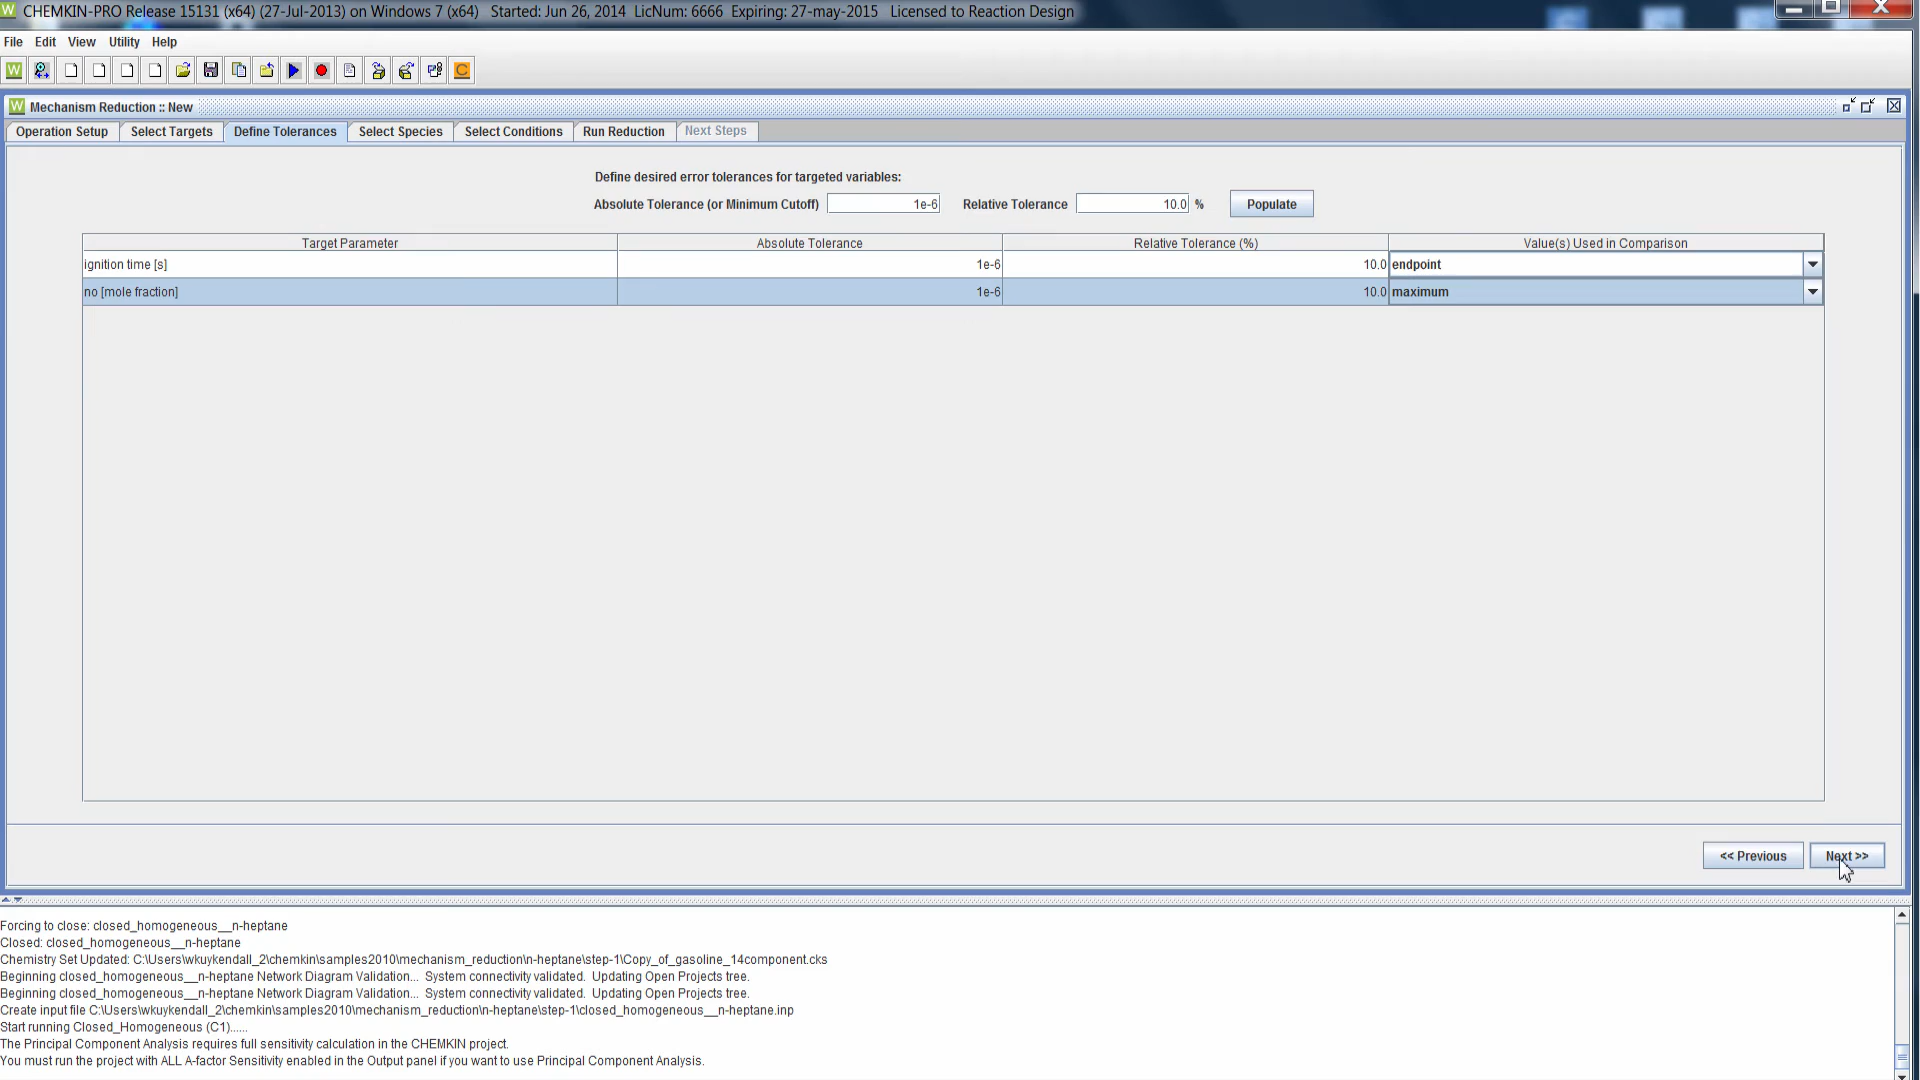 CHEMKIN-PRO Release 15131 (x64) (27-Jul-2013) on Windows 7 (x64) Started: Jun 26, 2014 LicNum: 6666 Expiring: 27-may-2015 Licensed to Reaction Design
File Edit View Utility Help
Mechanism Reduction :: New
Operation Setup Select Targets Define Tolerances Select Species Select Conditions Run Reduction Next Steps
Define desired error tolerances for targeted variables:
Absolute Tolerance (or Minimum Cutoff) 1e-6 Relative Tolerance 10.0 % Populate
Target Parameter Absolute Tolerance Relative Tolerance (%) Value(s) Used in Comparison
ignition time [s] 1e-6 10.0 endpoint
no [mole fraction] 1e-6 10.0 maximum
<< Previous Next >>
Forcing to close: closed_homogeneous__n-heptane
Closed: closed_homogeneous__n-heptane
Chemistry Set Updated: C:\Users\wkuykendall_2\chemkin\samples2010\mechanism_reduction\n-heptane\step-1\Copy_of_gasoline_14component.cks
Beginning closed_homogeneous__n-heptane Network Diagram Validation... System connectivity validated. Updating Open Projects tree.
Beginning closed_homogeneous__n-heptane Network Diagram Validation... System connectivity validated. Updating Open Projects tree.
Create input file C:\Users\wkuykendall_2\chemkin\samples2010\mechanism_reduction\n-heptane\step-1\closed_homogeneous__n-heptane.inp
Start running Closed_Homogeneous (C1)......
The Principal Component Analysis requires full sensitivity calculation in the CHEMKIN project.
You must run the project with ALL A-factor Sensitivity enabled in the Output panel if you want to use Principal Component Analysis.